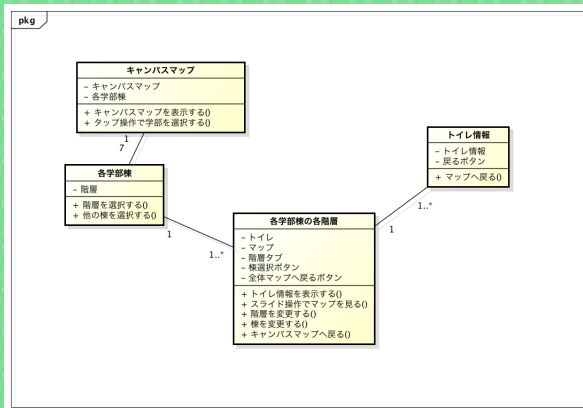 pkg
キャンパスマップ
- キャンパスマップ
- 各学部棟
+ キャンパスマップを表示する()
+ タップ操作で学部を選択する()
1
7
各学部棟
- 階層
+ 階層を選択する()
+ 他の棟を選択する()
1
1..*
各学部棟の各階層
- トイレ
- マップ
- 階層タブ
- 棟選択ボタン
- 全体マップへ戻るボタン
+ トイレ情報を表示する()
+ スライド操作でマップを見る()
+ 階層を変更する()
+ 棟を変更する()
+ キャンパスマップへ戻る()
1
1..*
トイレ情報
- トイレ情報
- 戻るボタン
+ マップへ戻る()